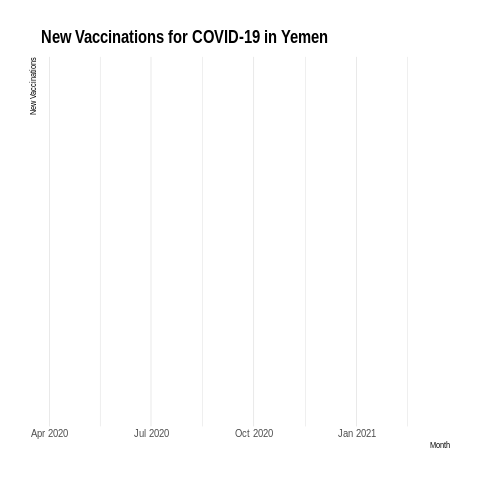 New Vaccinations for COVID-19 in Yemen
New Vaccinations
Apr 2020 Jul 2020 Oct 2020 Jan 2021
Month